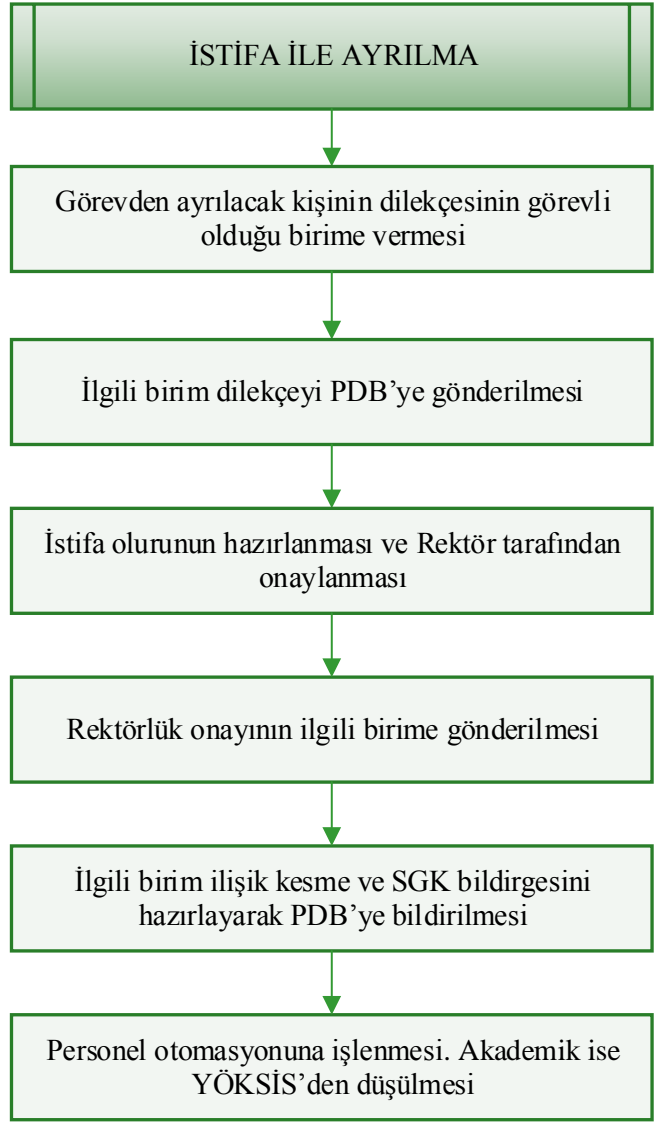 İSTİFA İLE AYRILMA
Görevden ayrılacak kişinin dilekçesinin görevli
olduğu birime vermesi
İlgili birim dilekçeyi PDB’ye gönderilmesi
İstifa olurunun hazırlanması ve Rektör tarafından
onaylanması
Rektörlük onayının ilgili birime gönderilmesi
İlgili birim ilişik kesme ve SGK bildirgesini
hazırlayarak PDB’ye bildirilmesi
Personel otomasyonuna işlenmesi. Akademik ise
YÖKSİS’den düşülmesi